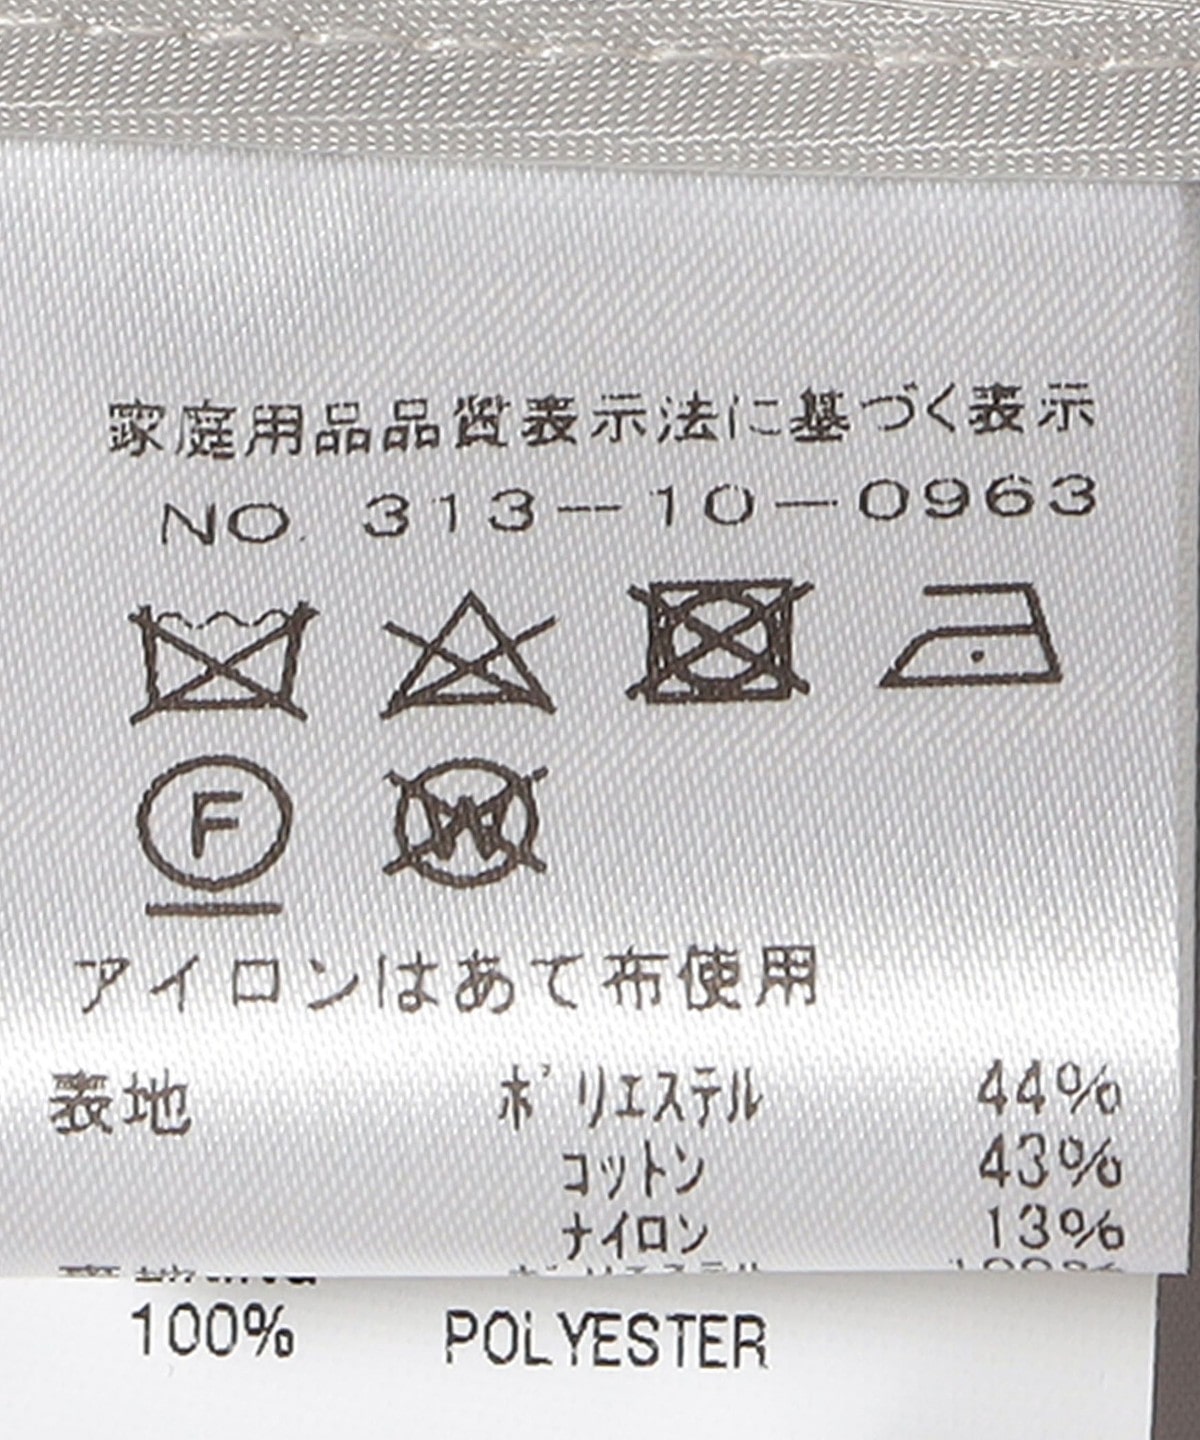 家庭用品品質表示法に基づく表示
NO. 313-10-0963
F W
アイロンはあて布使用
表地 ポリエステル 44%
コットン 43%
ナイロン 13%
100% POLYESTER